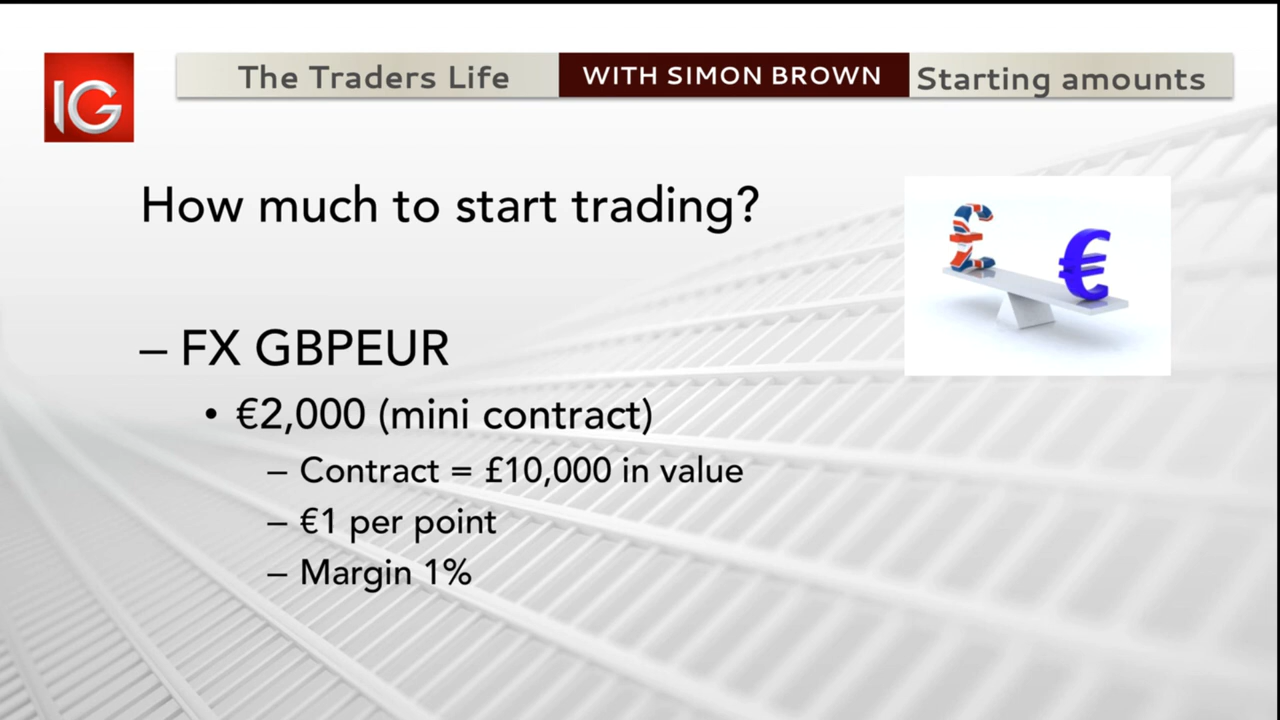 IG
The Traders Life
WITH SIMON BROWN
Starting amounts
How much to start trading?
£
€
– FX GBPEUR
• €2,000 (mini contract)
– Contract = £10,000 in value
– €1 per point
– Margin 1%